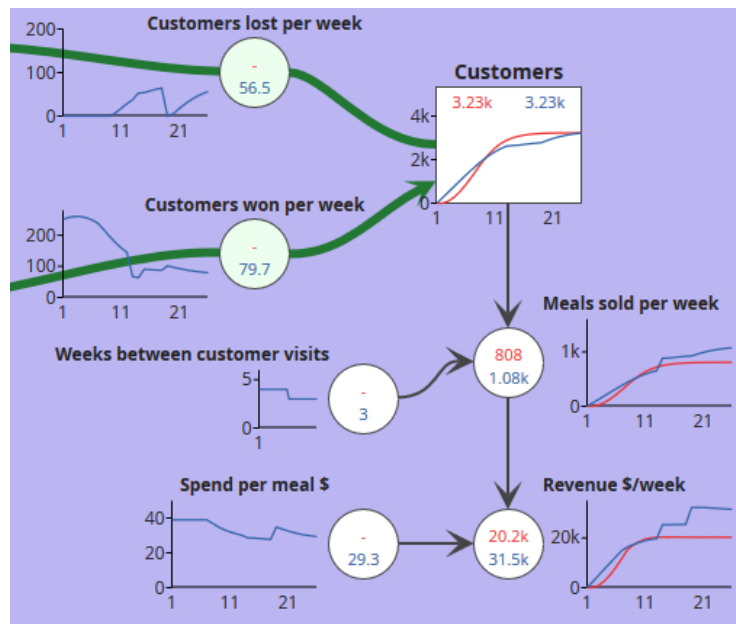 Customers lost per week
200
100
0
1 11 21
-
56.5
Customers
3.23k 3.23k
4k
2k
0
1 11 21
Customers won per week
200
100
0
1 11 21
-
79.7
Meals sold per week
808
1.08k
1k
0
1 11 21
Weeks between customer visits
5
0
1
-
3
Spend per meal $
40
20
0
1 11 21
-
29.3
Revenue $/week
20.2k
31.5k
20k
0
1 11 21